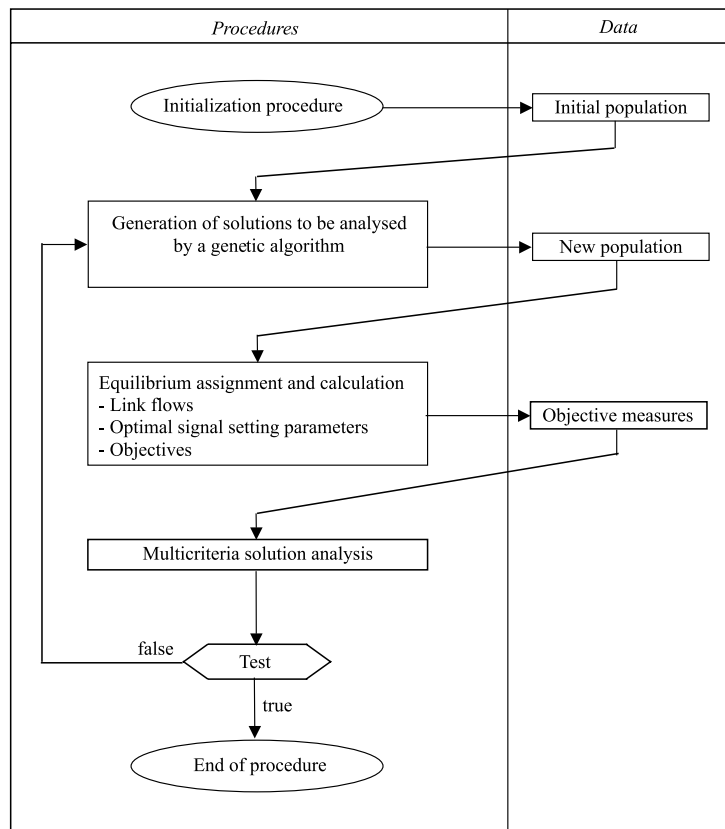 Procedures
Data
Initialization procedure
Initial population
Generation of solutions to be analysed
by a genetic algorithm
New population
Equilibrium assignment and calculation
- Link flows
- Optimal signal setting parameters
- Objectives
Objective measures
Multicriteria solution analysis
false
Test
true
End of procedure